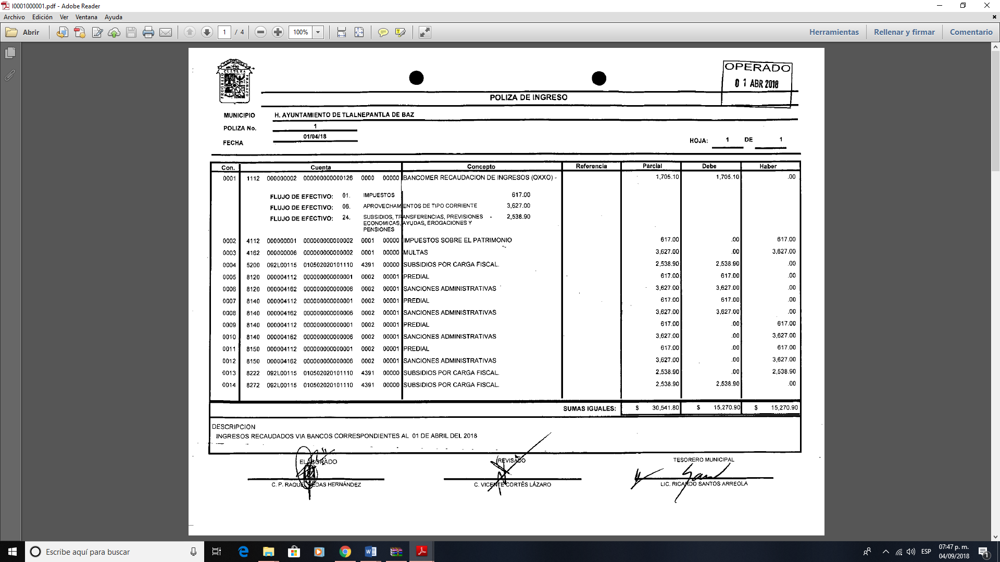 I0001000001.pdf - Adobe Reader
Archivo Edición Ver Ventana Ayuda
Abrir 1 / 4 100% Herramientas Rellenar y firmar Comentario
CULTURA
PROGRESO TRABAJO
OPERADO
01 ABR 2018
POLIZA DE INGRESO
MUNICIPIO H. AYUNTAMIENTO DE TLALNEPANTLA DE BAZ
POLIZA No. 1
FECHA 01/04/18
HOJA: 1 DE 1
Con. Cuenta Concepto Referencia Parcial Debe Haber
0001 1112 000000002 000000000000126 0000 00000 BANCOMER RECAUDACION DE INGRESOS (OXXO) - 1,705.10 1,705.10 .00
FLUJO DE EFECTIVO: 01. IMPUESTOS 617.00
FLUJO DE EFECTIVO: 06. APROVECHAMIENTOS DE TIPO CORRIENTE 3,627.00
FLUJO DE EFECTIVO: 24. SUBSIDIOS, TRANSFERENCIAS, PREVISIONES - 2,538.90
ECONOMICAS, AYUDAS, EROGACIONES Y
PENSIONES
0002 4112 000000001 000000000000002 0001 00000 IMPUESTOS SOBRE EL PATRIMONIO 617.00 .00 617.00
0003 4162 000000006 000000000000002 0001 00000 MULTAS 3,627.00 .00 3,627.00
0004 5200 092L00115 010502020101110 4391 00000 SUBSIDIOS POR CARGA FISCAL. 2,538.90 2,538.90 .00
0005 8120 000004112 000000000000001 0002 00001 PREDIAL 617.00 617.00 .00
0006 8120 000004162 000000000000006 0002 00001 SANCIONES ADMINISTRATIVAS 3,627.00 3,627.00 .00
0007 8140 000004112 000000000000001 0002 00001 PREDIAL 617.00 617.00 .00
0008 8140 000004162 000000000000006 0002 00001 SANCIONES ADMINISTRATIVAS 3,627.00 3,627.00 .00
0009 8140 000004112 000000000000001 0002 00001 PREDIAL 617.00 .00 617.00
0010 8140 000004162 000000000000006 0002 00001 SANCIONES ADMINISTRATIVAS 3,627.00 .00 3,627.00
0011 8150 000004112 000000000000001 0002 00001 PREDIAL 617.00 .00 617.00
0012 8150 000004162 000000000000006 0002 00001 SANCIONES ADMINISTRATIVAS 3,627.00 .00 3,627.00
0013 8222 092L00115 010502020101110 4391 00000 SUBSIDIOS POR CARGA FISCAL. 2,538.90 .00 2,538.90
0014 8272 092L00115 010502020101110 4391 00000 SUBSIDIOS POR CARGA FISCAL. 2,538.90 2,538.90 .00
SUMAS IGUALES: $ 30,541.80 $ 15,270.90 $ 15,270.90
DESCRIPCION
INGRESOS RECAUDADOS VIA BANCOS CORRESPONDIENTES AL 01 DE ABRIL DEL 2018
ELABORADO REVISADO TESORERO MUNICIPAL
C. P. RAQUEL HERNÁNDEZ C. VICENTE CORTÉS LÁZARO LIC. RICARDO SANTOS ARREOLA
Escribe aquí para buscar ESP 07:47 p. m.
04/09/2018 1